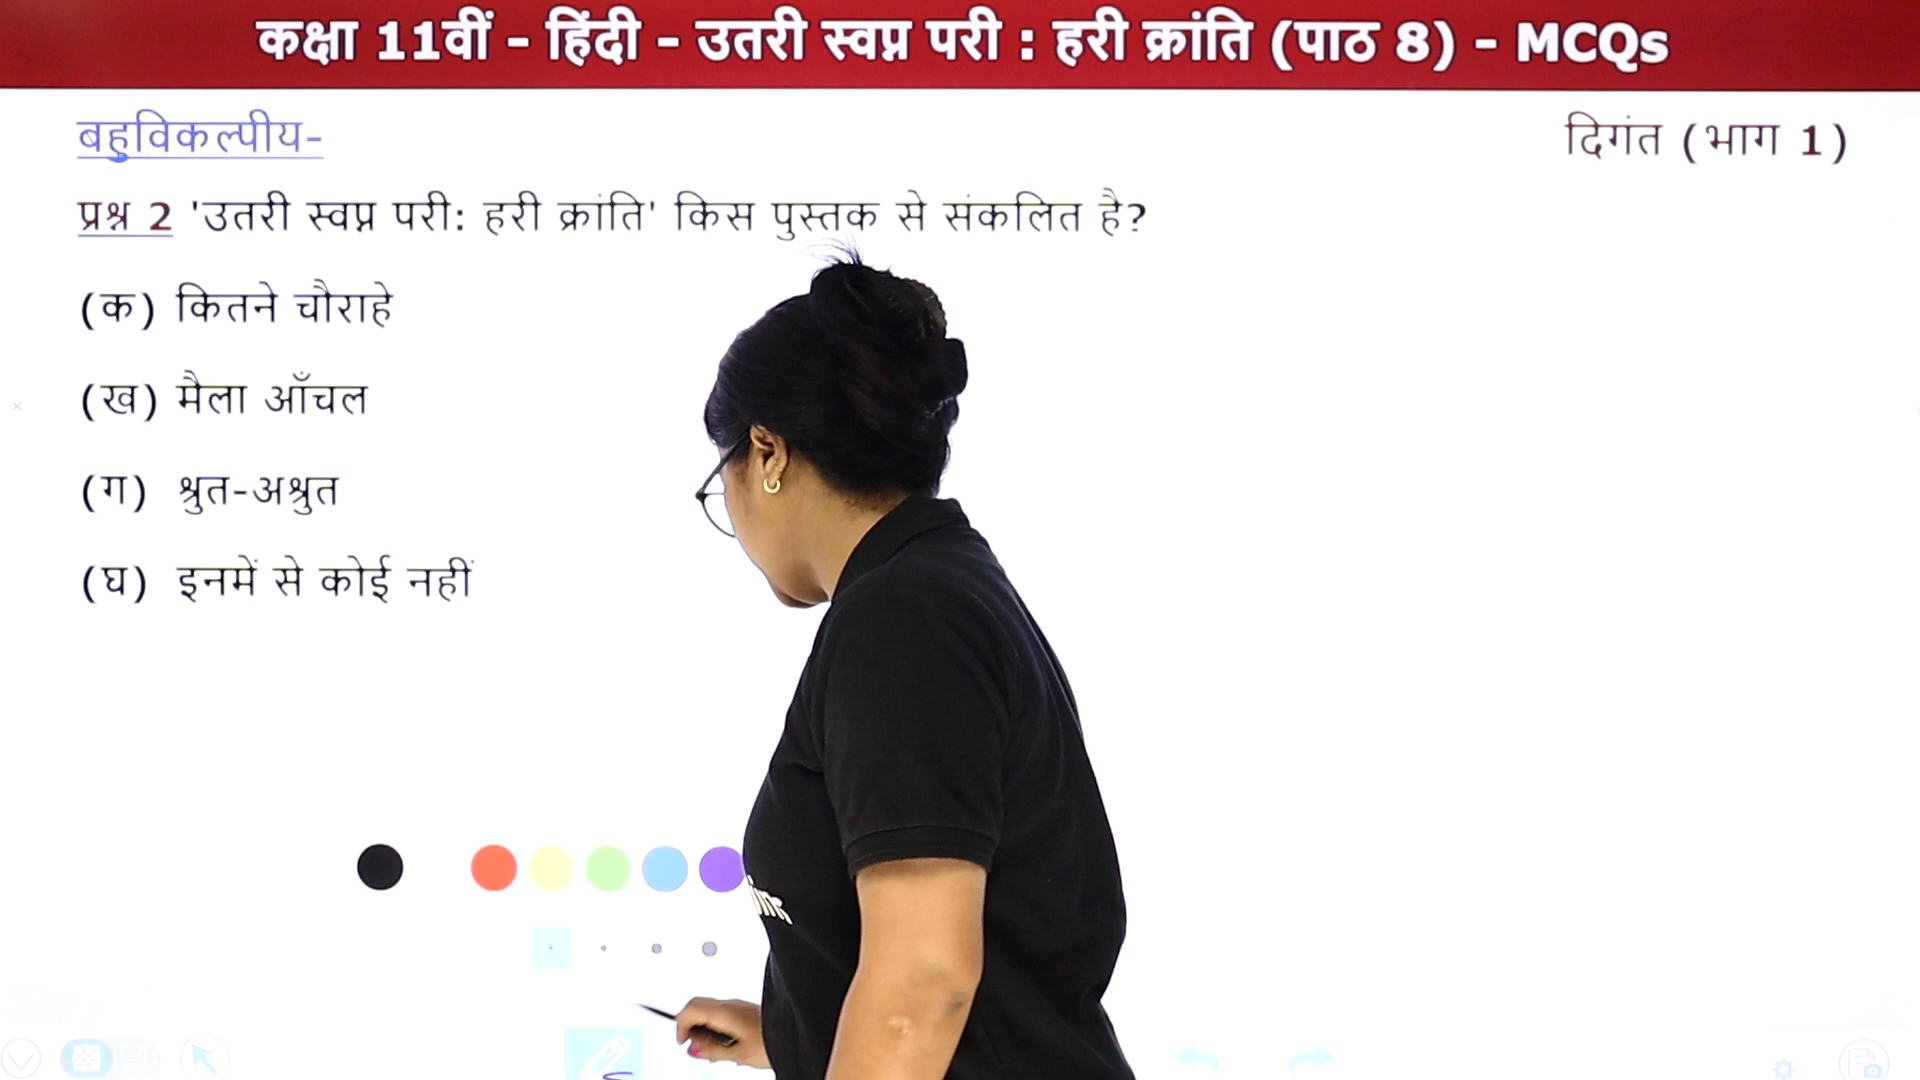 कक्षा 11वीं - हिंदी - उतरी स्वप्न परी : हरी क्रांति (पाठ 8) - MCQs
बहुविकल्पीय-
दिगंत (भाग 1)
प्रश्न 2 'उतरी स्वप्न परी: हरी क्रांति' किस पुस्तक से संकलित है?
(क) कितने चौराहे
(ख) मैला आँचल
(ग) श्रुत-अश्रुत
(घ) इनमें से कोई नहीं